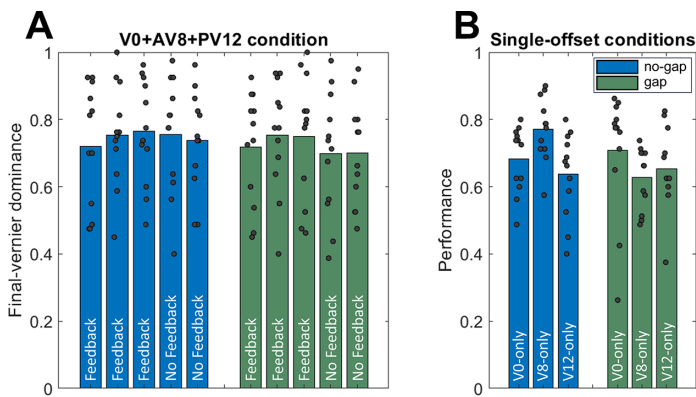 A
V0+AV8+PV12 condition
Final-vernier dominance
1
0.8
0.6
0.4
0.2
0
Feedback
Feedback
Feedback
No Feedback
No Feedback
Feedback
Feedback
Feedback
No Feedback
No Feedback
B
Single-offset conditions
no-gap
gap
Performance
1
0.8
0.6
0.4
0.2
0
V0-only
V8-only
V12-only
V0-only
V8-only
V12-only